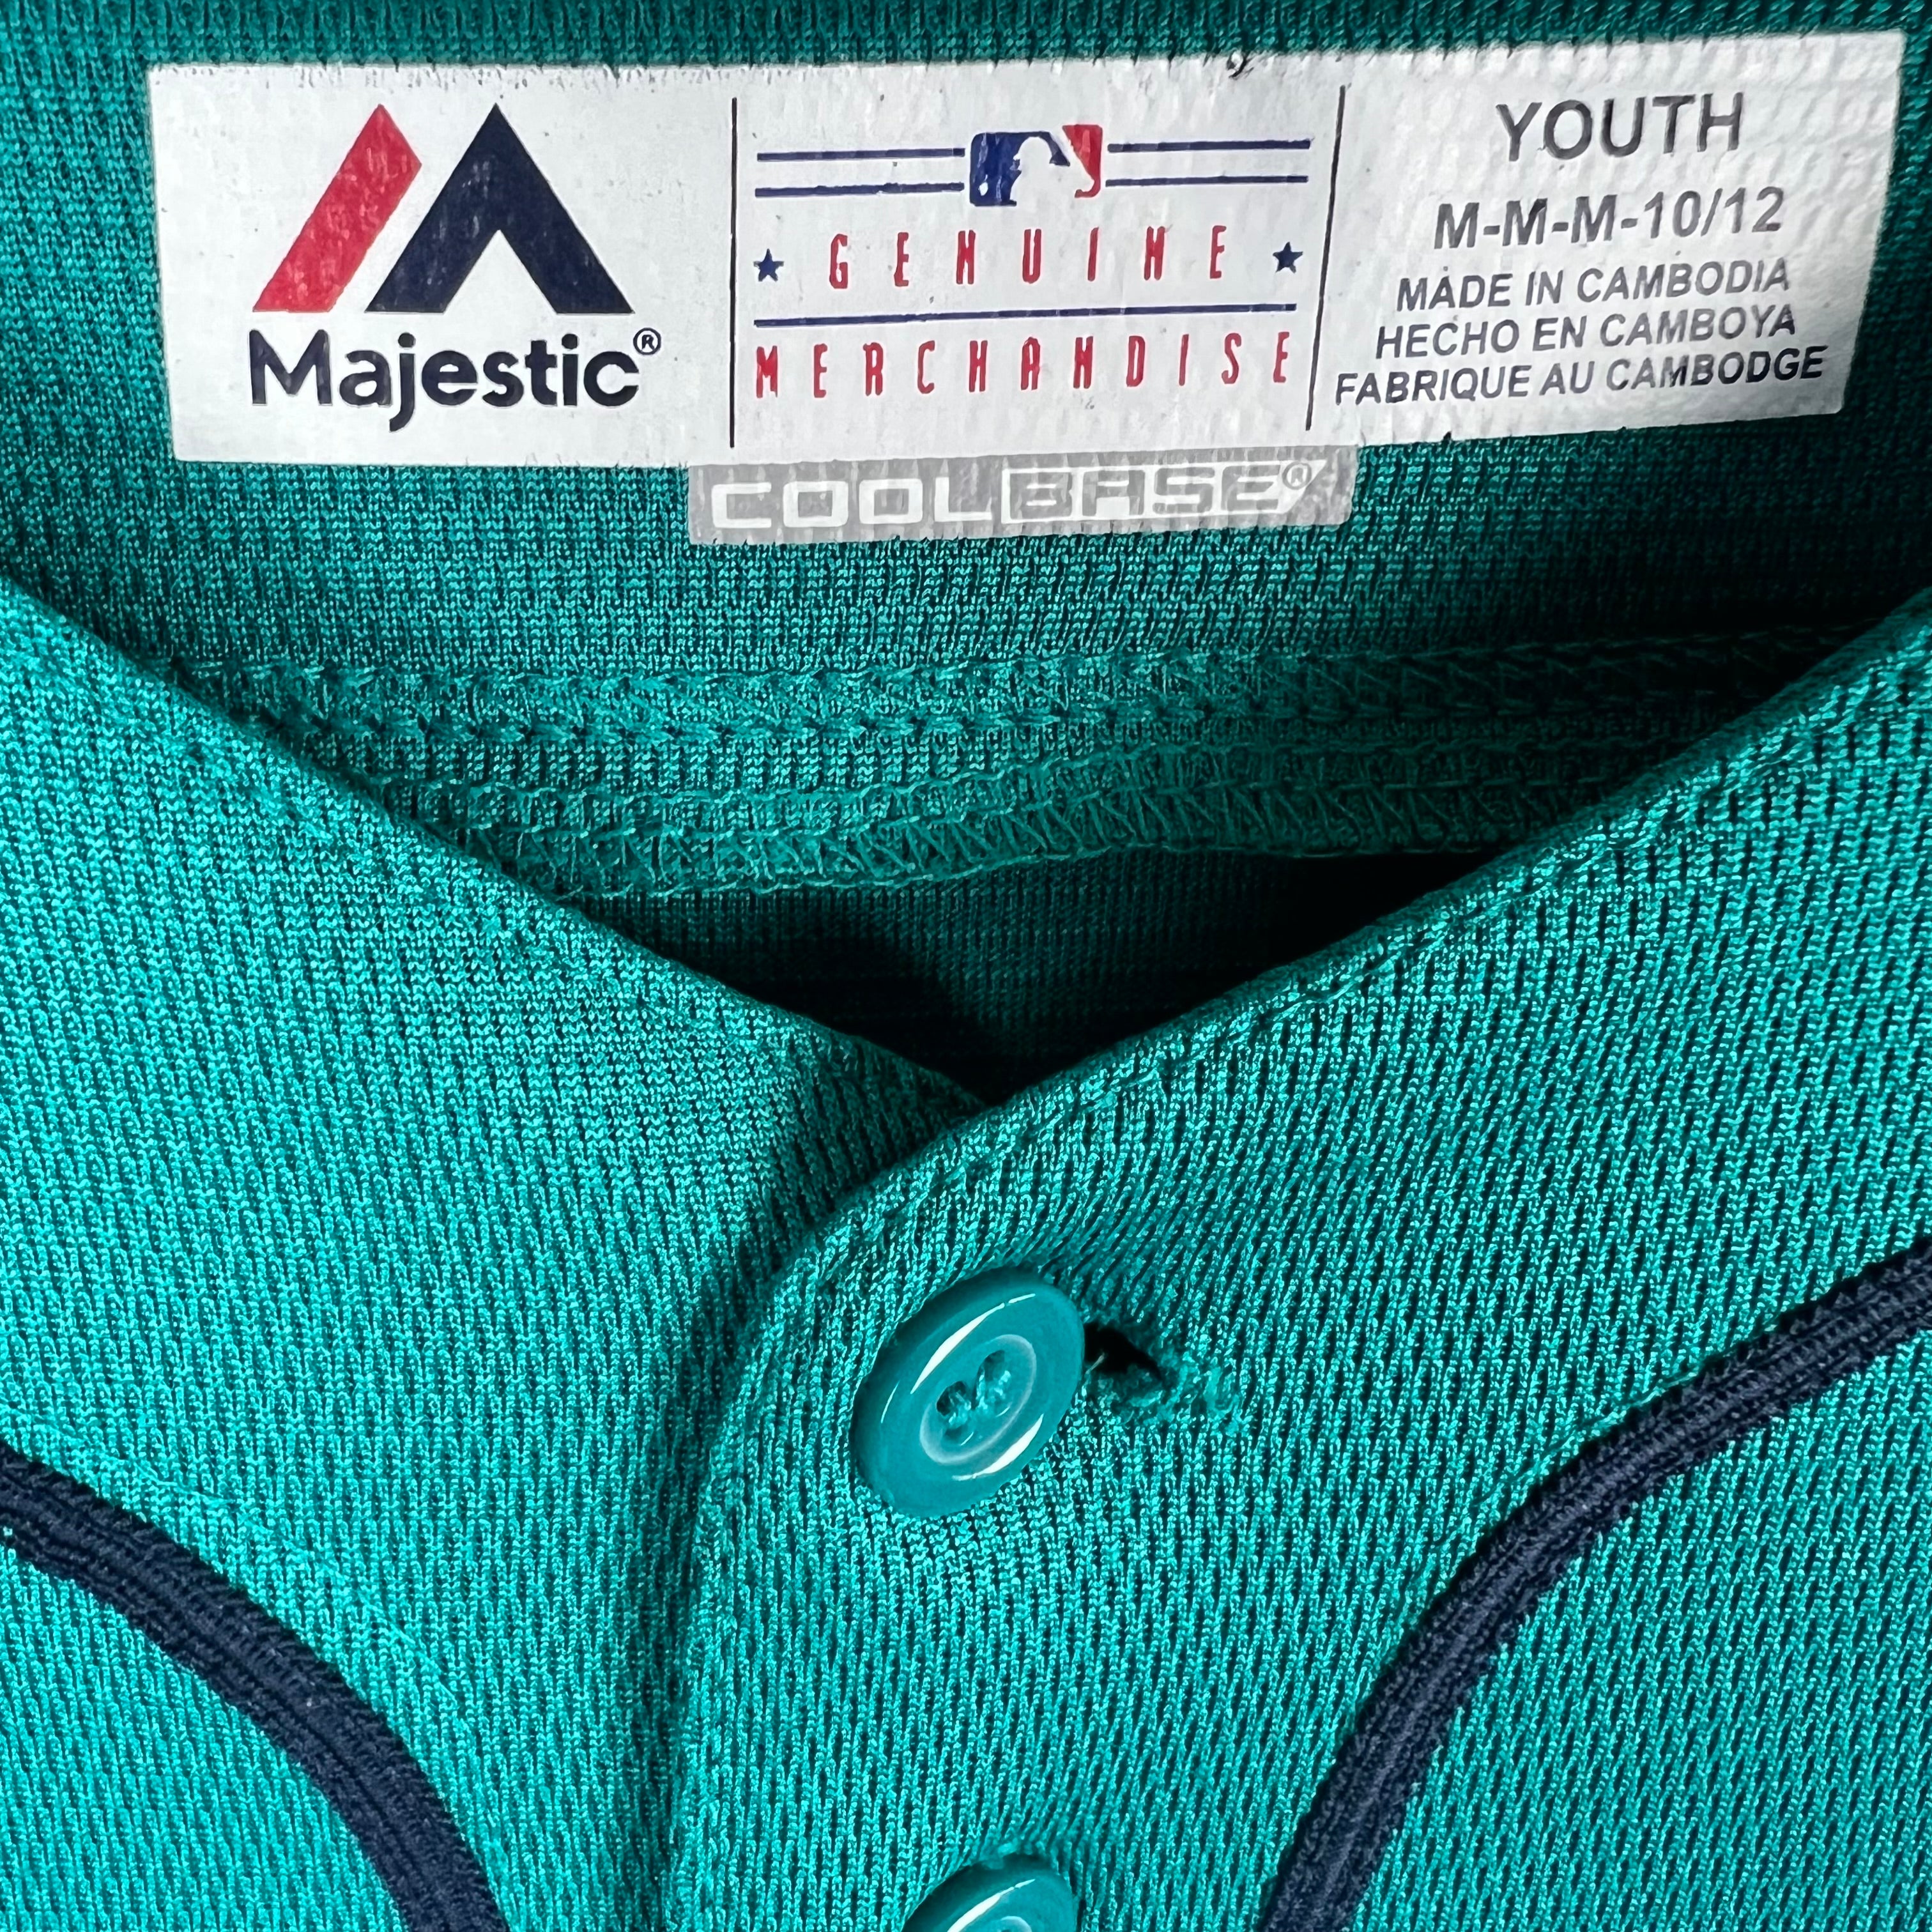 Majestic®
GENUINE
MERCHANDISE
YOUTH
M-M-M-10/12
MADE IN CAMBODIA
HECHO EN CAMBOYA
FABRIQUE AU CAMBODGE
COOLBASE®